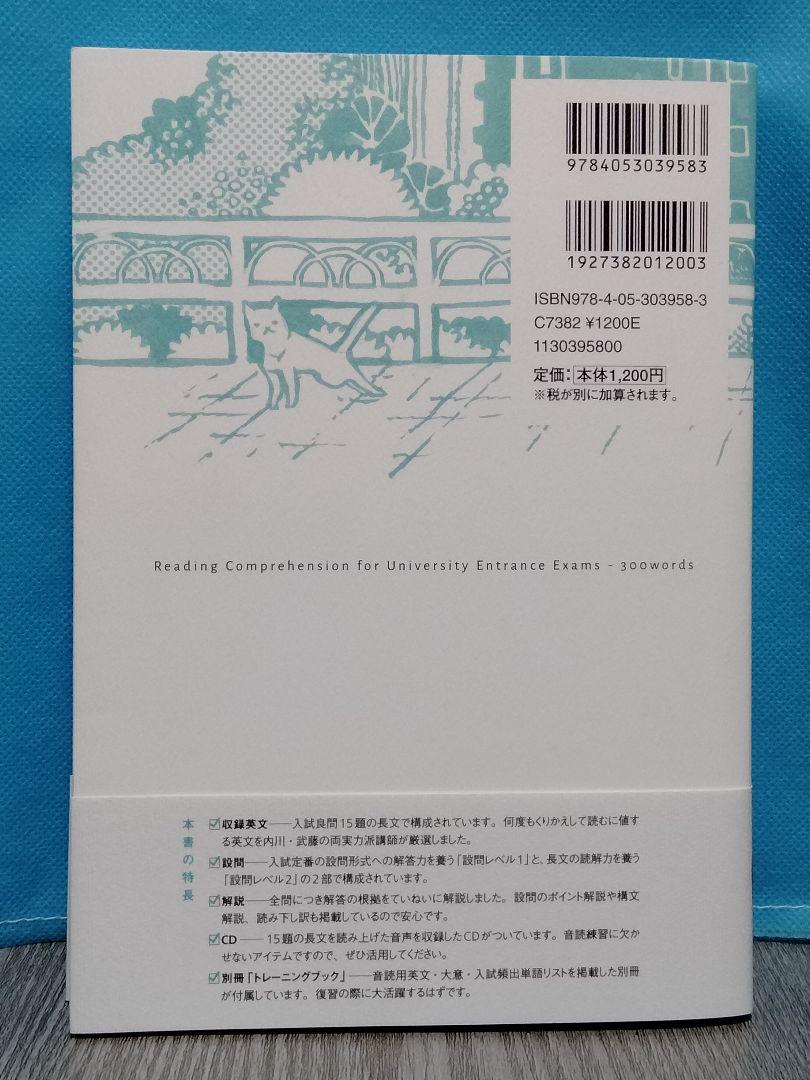 9784053039583
1927382012003
ISBN978-4-05-303958-3
C7382 ¥1200E
1130395800
定価：本体1,200円
※税が別に加算されます。
Reading Comprehension for University Entrance Exams - 300words
本書の特長
収録英文――入試良問15題の長文で構成されています。何度もくりかえして読むに値す
る英文を内川・武藤の両実力派講師が厳選しました。
設問――入試定番の設問形式への解答力を養う「設問レベル1」と、長文の読解力を養う
「設問レベル2」の2部で構成されています。
解説――全問につき解答の根拠をていねいに解説しました。設問のポイント解説や構文
解説、読み下し訳も掲載しているので安心です。
CD――15題の長文を読み上げた音声を収録したCDがついています。音読練習に欠か
せないアイテムですので、ぜひ活用してください。
別冊「トレーニングブック」――音読用英文・大意・入試頻出単語リストを掲載した別冊
が付属しています。復習の際に大活躍するはずです。